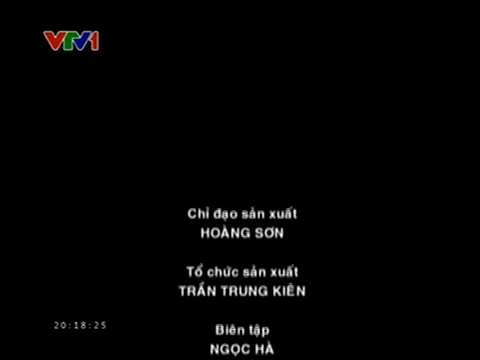 VTV1
Chỉ đạo sản xuất
HOÀNG SƠN
Tổ chức sản xuất
TRẦN TRUNG KIÊN
20:18:25
Biên tập
NGỌC HÀ